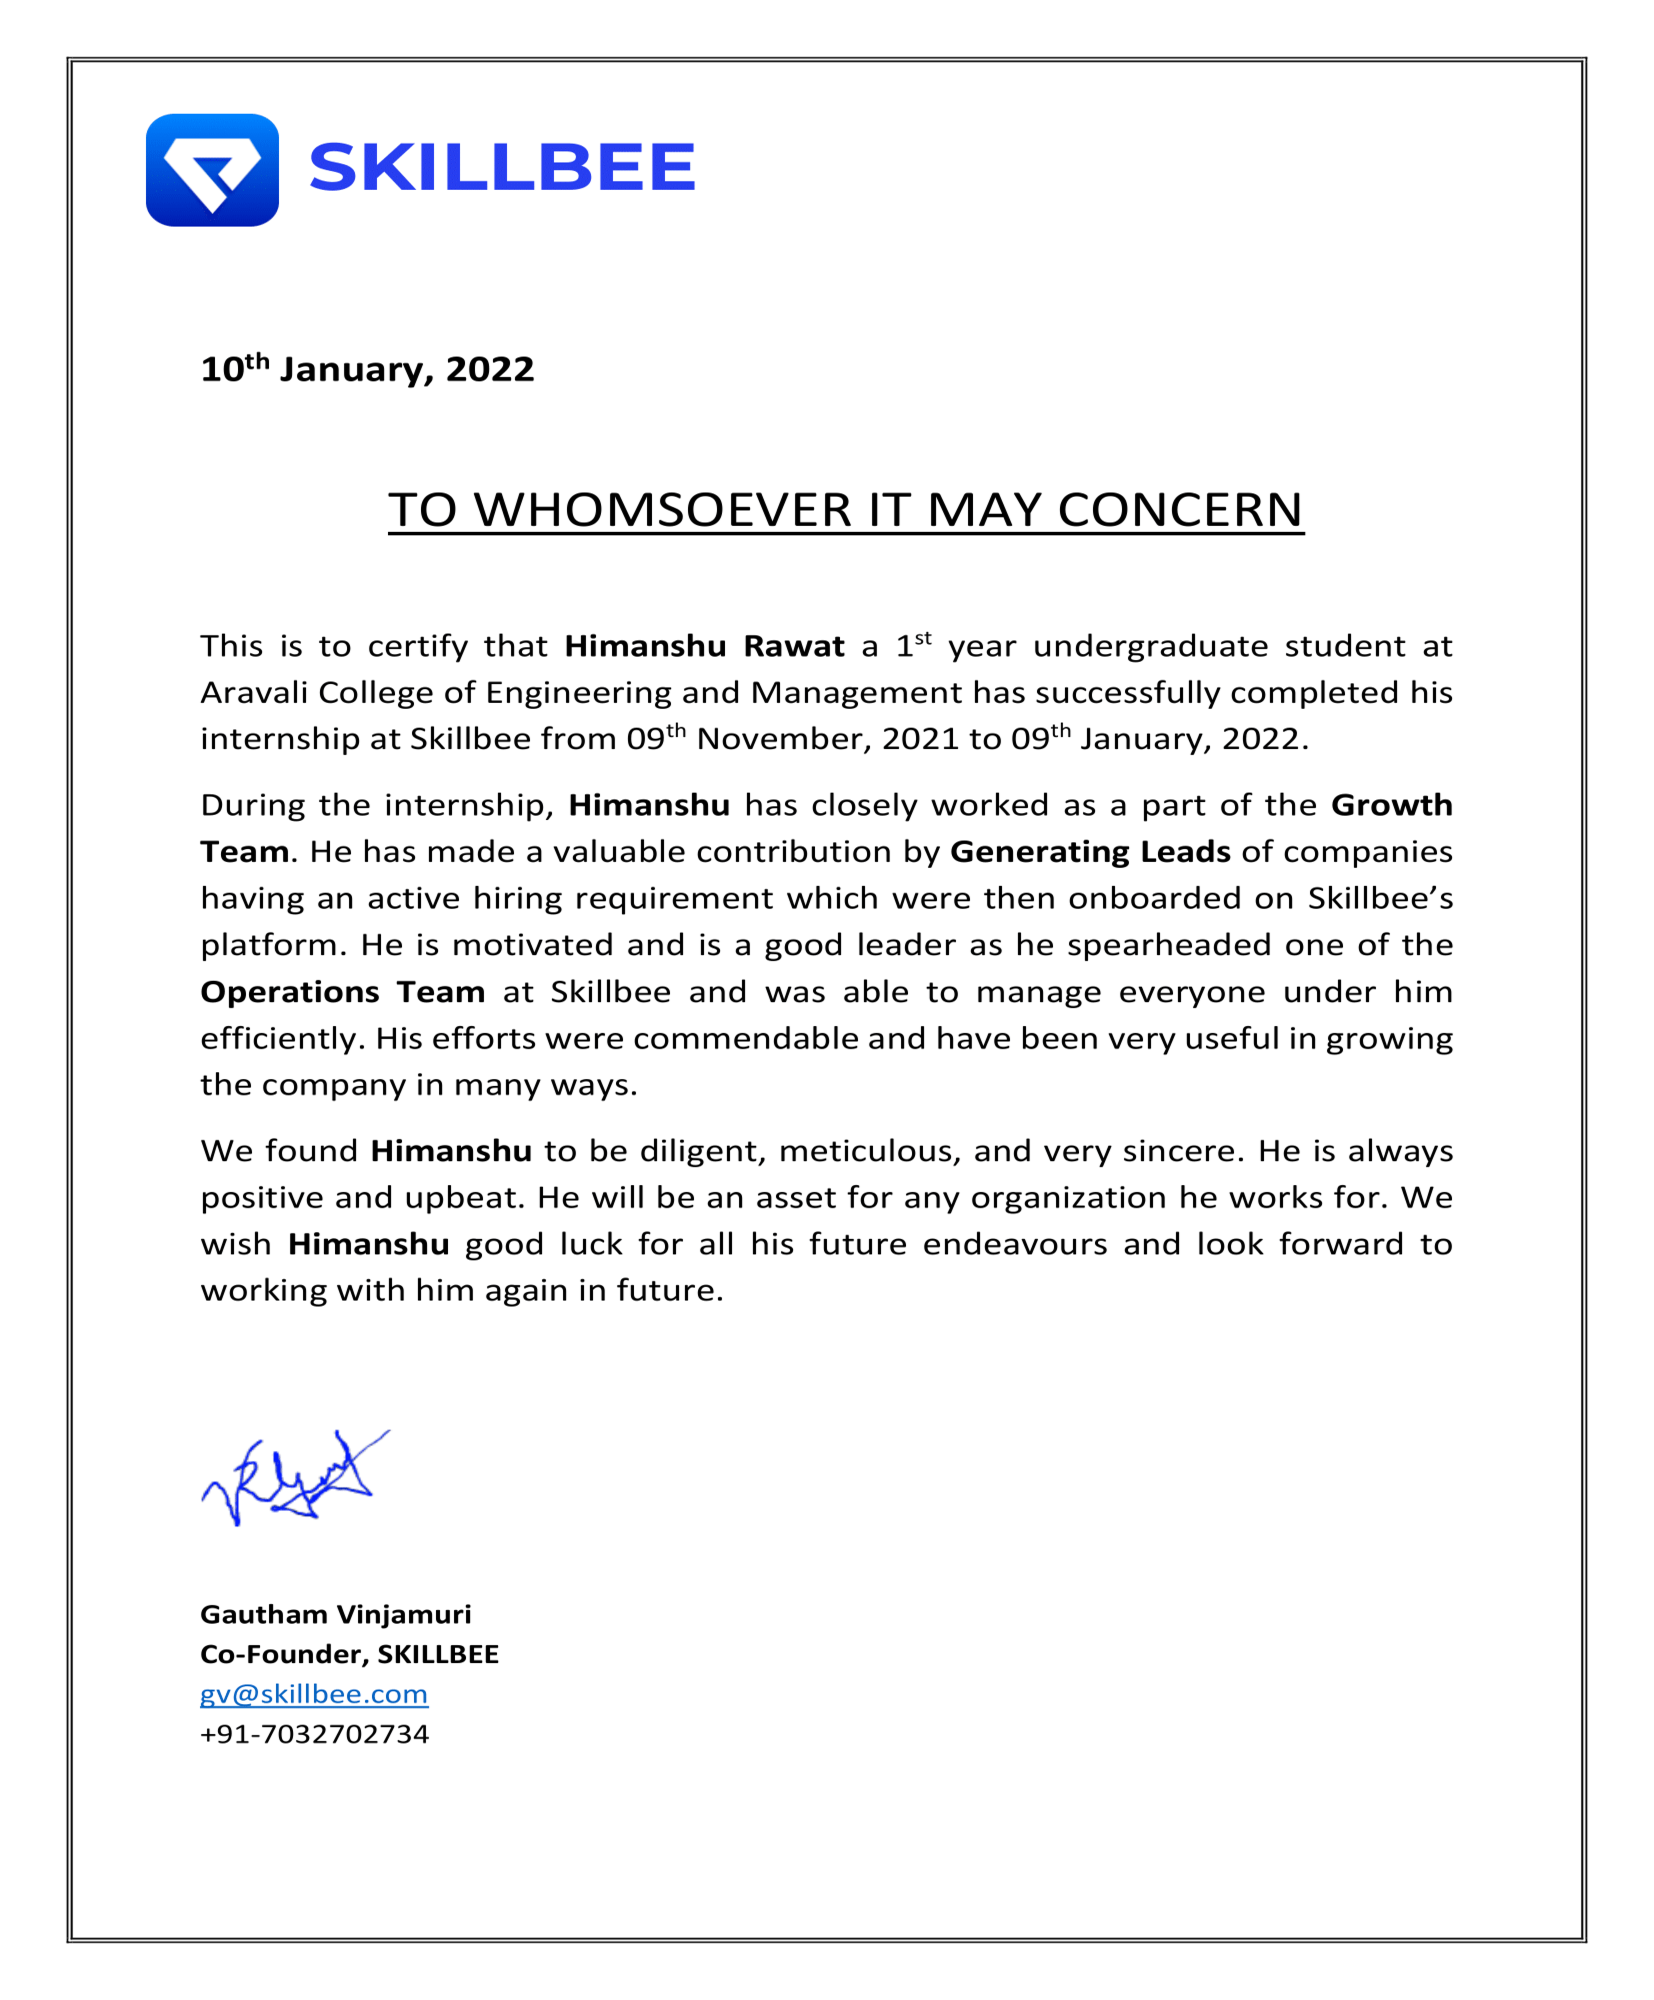 SKILLBEE
10th January, 2022
TO WHOMSOEVER IT MAY CONCERN
This is to certify that Himanshu Rawat a 1st year undergraduate student at
Aravali College of Engineering and Management has successfully completed his
internship at Skillbee from 09th November, 2021 to 09th January, 2022.
During the internship, Himanshu has closely worked as a part of the Growth
Team. He has made a valuable contribution by Generating Leads of companies
having an active hiring requirement which were then onboarded on Skillbee’s
platform. He is motivated and is a good leader as he spearheaded one of the
Operations Team at Skillbee and was able to manage everyone under him
efficiently. His efforts were commendable and have been very useful in growing
the company in many ways.
We found Himanshu to be diligent, meticulous, and very sincere. He is always
positive and upbeat. He will be an asset for any organization he works for. We
wish Himanshu good luck for all his future endeavours and look forward to
working with him again in future.
Gautham Vinjamuri
Co-Founder, SKILLBEE
gv@skillbee.com
+91-7032702734